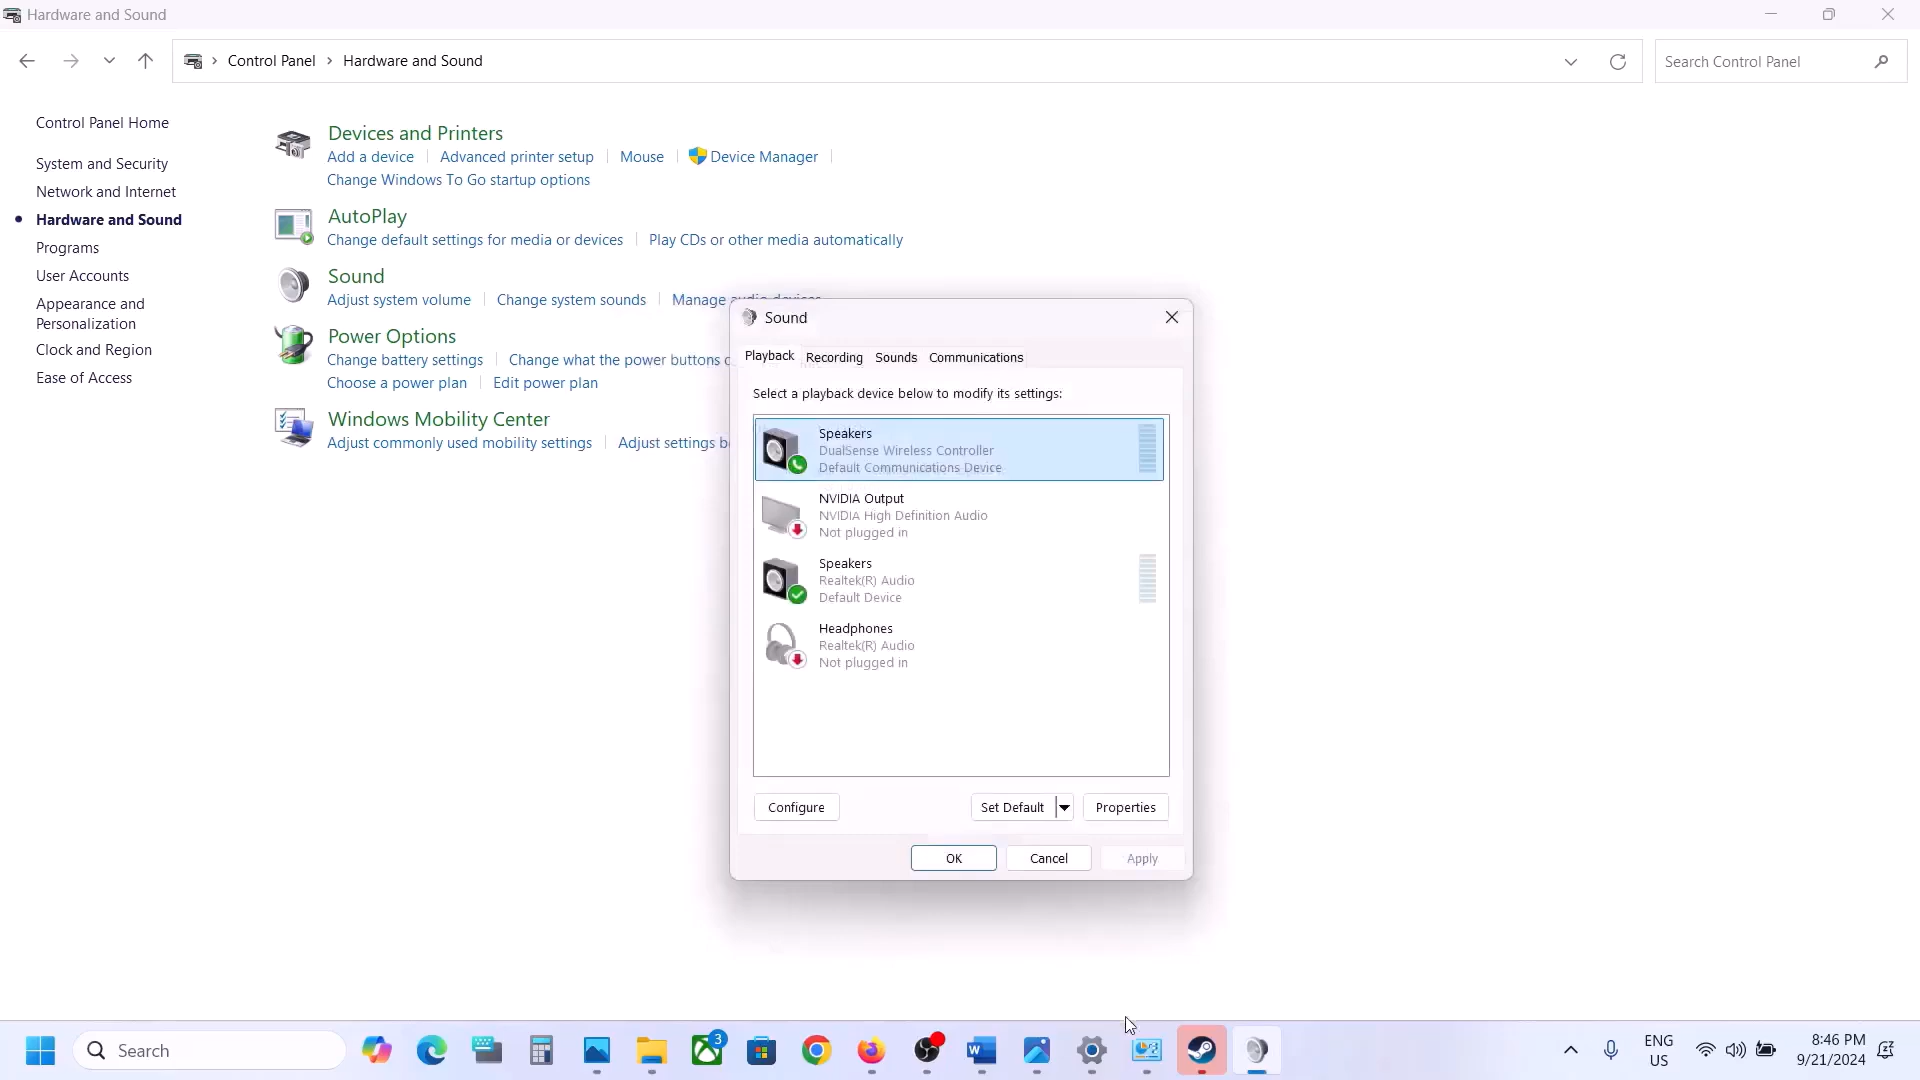 Hardware and Sound
Control Panel > Hardware and Sound
Search Control Panel
Control Panel Home
System and Security
Network and Internet
Hardware and Sound
Programs
User Accounts
Appearance and
Personalization
Clock and Region
Ease of Access
Devices and Printers
Add a device
Advanced printer setup
Mouse
Device Manager
Change Windows To Go startup options
AutoPlay
Change default settings for media or devices
Play CDs or other media automatically
Sound
Adjust system volume
Change system sounds
Manage audio devices
Power Options
Change battery settings
Change what the power buttons
Choose a power plan
Edit power plan
Windows Mobility Center
Adjust commonly used mobility settings
Adjust settings
Sound
Playback Recording Sounds Communications
Select a playback device below to modify its settings:
Speakers
DualSense Wireless Controller
Default Communications Device
NVIDIA Output
NVIDIA High Definition Audio
Not plugged in
Speakers
Realtek(R) Audio
Default Device
Headphones
Realtek(R) Audio
Not plugged in
Configure
Set Default
Properties
OK
Cancel
Apply
Search
3
ENG
US
8:46 PM
9/21/2024